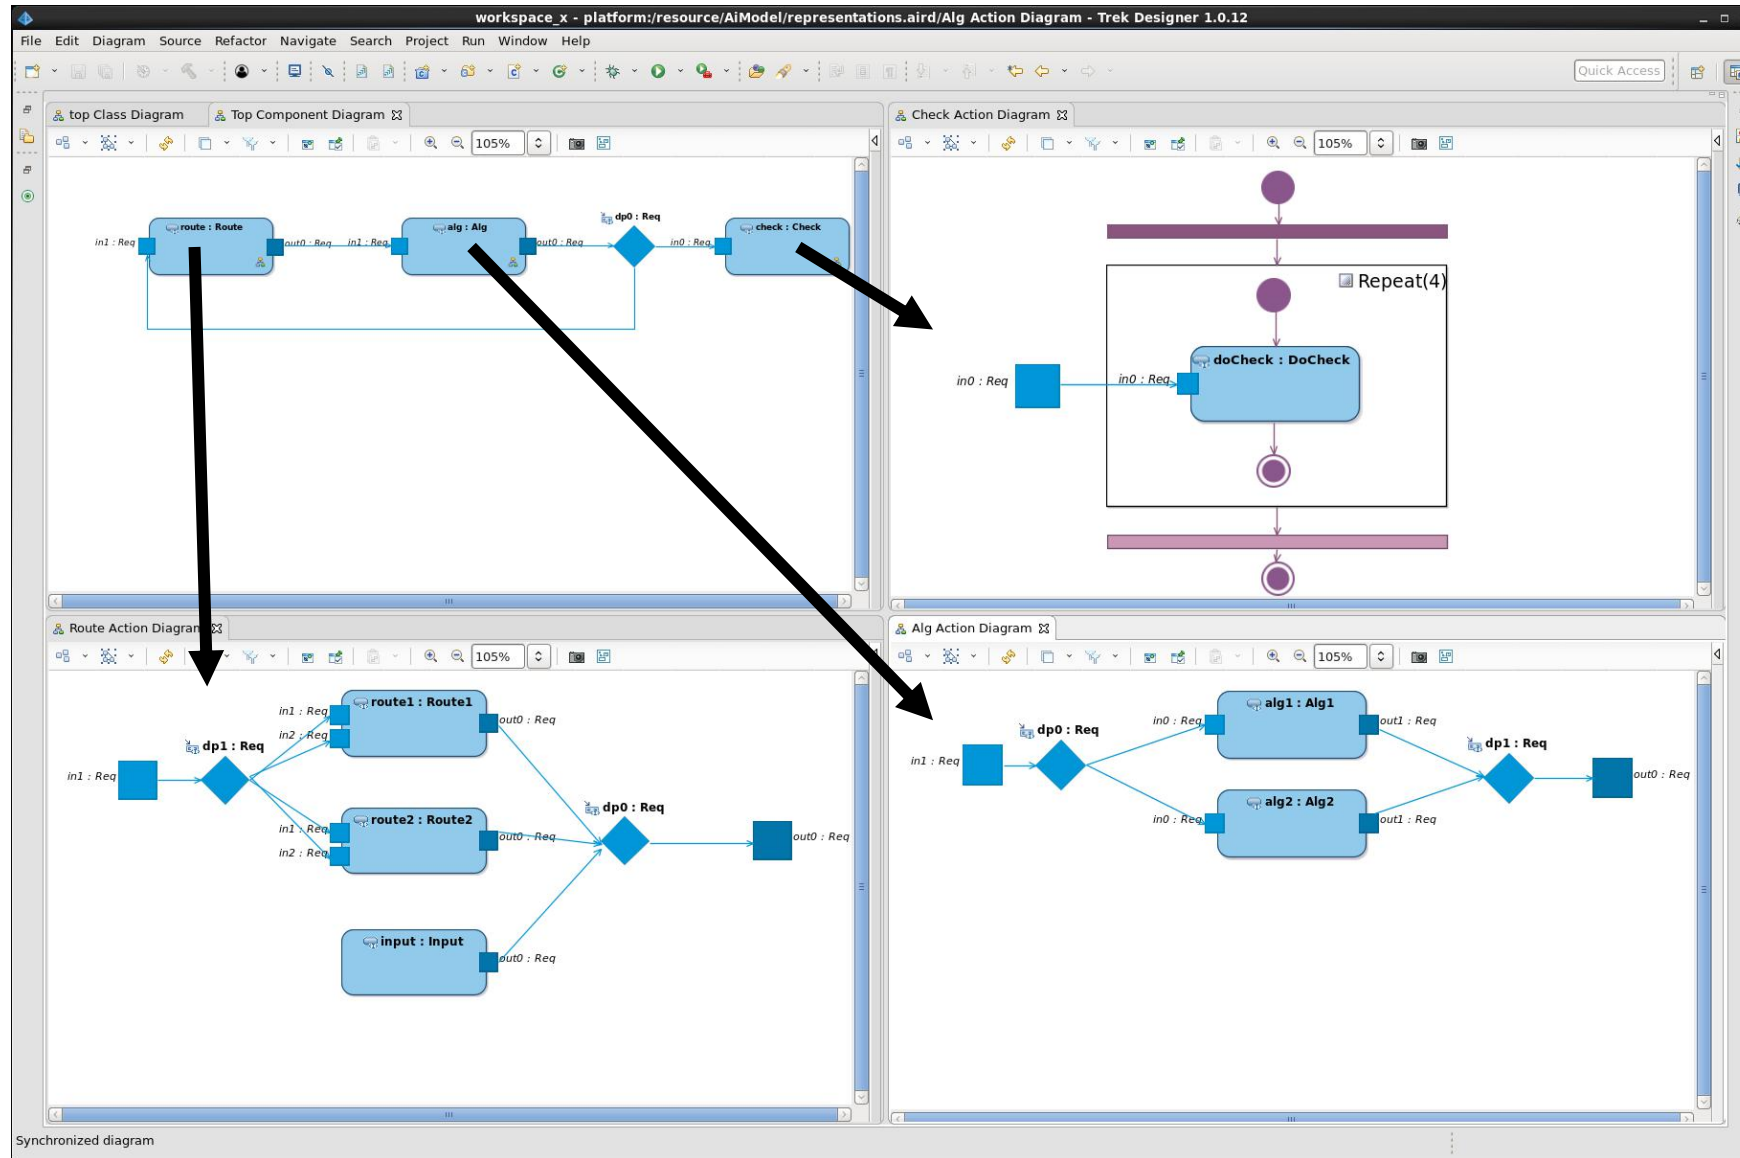 workspace_x - platform:/resource/AiModel/representations.aird/Alg Action Diagram - Trek Designer 1.0.12
File Edit Diagram Source Refactor Navigate Search Project Run Window Help
Quick Access
top Class Diagram
Top Component Diagram
105%
in1 : Req
route : Route
out0 : Req
in1 : Req
alg : Alg
out0 : Req
dp0 : Req
in0 : Req
check : Check
Check Action Diagram
105%
Repeat(4)
in0 : Req
in0 : Req
doCheck : DoCheck
Route Action Diagram
105%
in1 : Req
dp1 : Req
in1 : Req
in2 : Req
route1 : Route1
out0 : Req
in1 : Req
in2 : Req
route2 : Route2
out0 : Req
input : Input
out0 : Req
dp0 : Req
out0 : Req
Alg Action Diagram
105%
in1 : Req
dp0 : Req
in0 : Req
alg1 : Alg1
out1 : Req
in0 : Req
alg2 : Alg2
out1 : Req
dp1 : Req
out0 : Req
Synchronized diagram